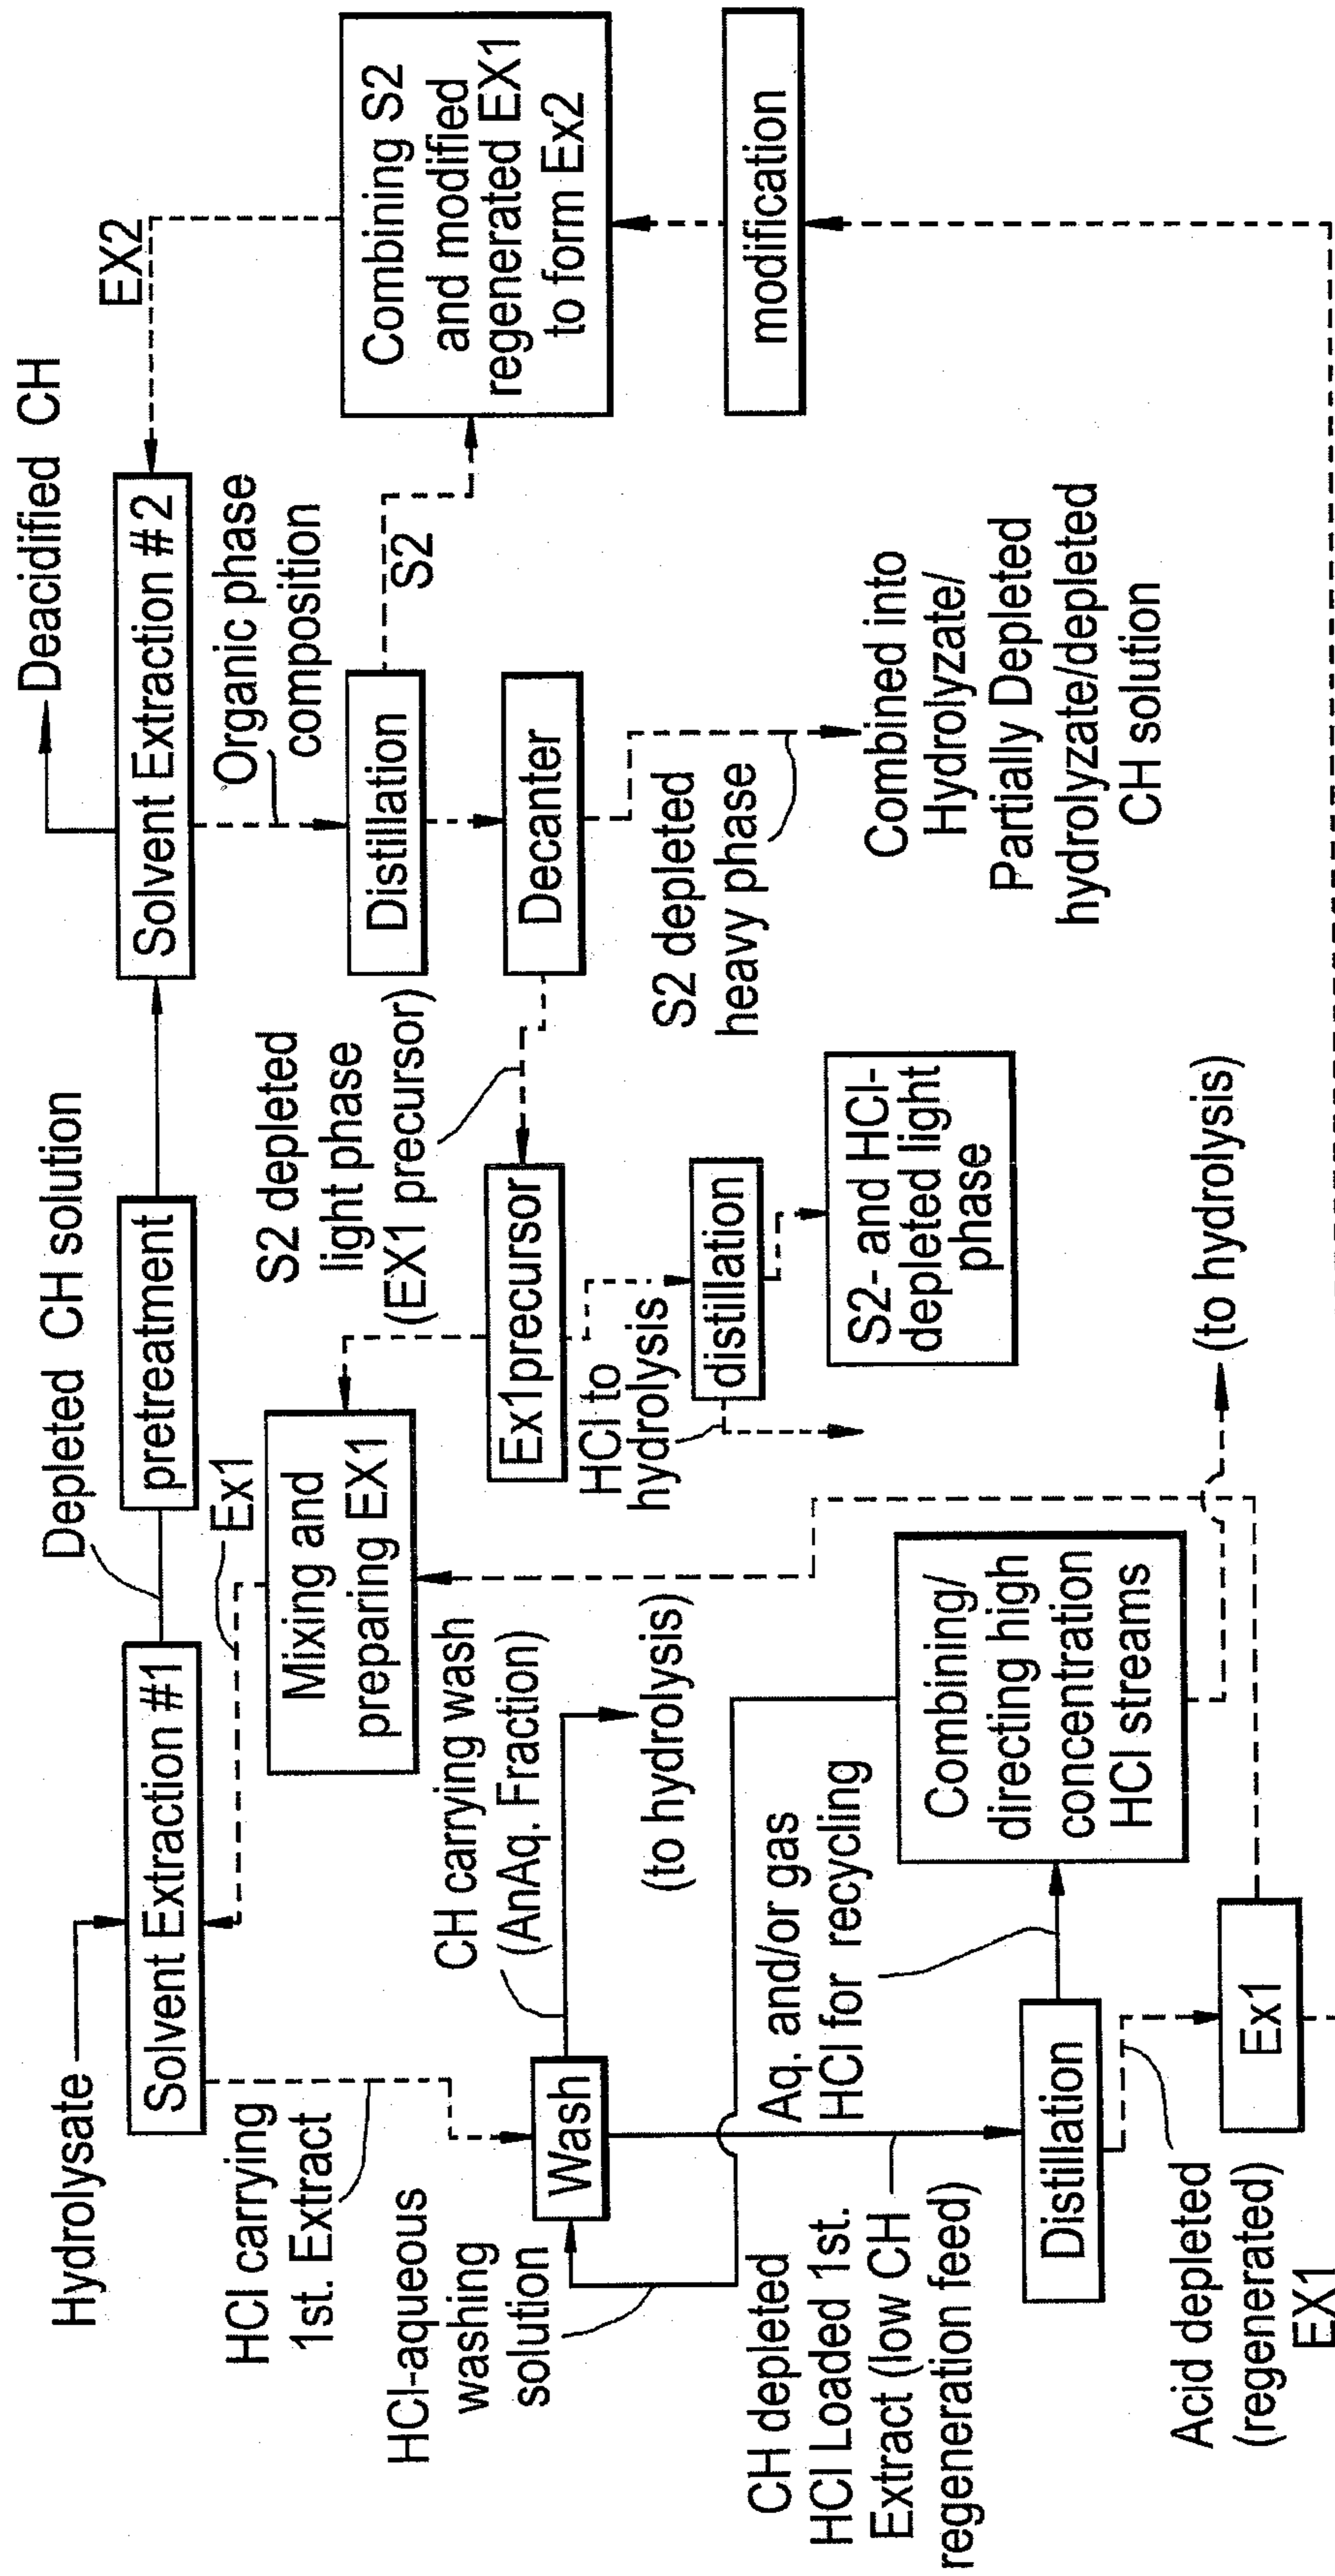 Hydrolysate
Solvent Extraction #1
Depleted CH solution
pretreatment
Solvent Extraction #2
Deacidified CH
EX2
HCl carrying
1st. Extract
Ex1
Mixing and
preparing EX1
S2 depleted
light phase
(EX1 precursor)
Organic phase
composition
Distillation
S2
Combining S2
and modified
regenerated EX1
to form Ex2
HCl-aqueous
washing
solution
Wash
CH carrying wash
(AnAq. Fraction)
(to hydrolysis)
Ex1precursor
HCl to
hydrolysis
distillation
S2- and HCl-
depleted light
phase
Decanter
S2 depleted
heavy phase
modification
Combined into
Hydrolyzate/
Partially Depleted
hydrolyzate/depleted
CH solution
CH depleted
HCl Loaded 1st.
Extract (low CH
regeneration feed)
Aq. and/or gas
HCl for recycling
Combining/
directing high
concentration
HCl streams
(to hydrolysis)
Distillation
Acid depleted
(regenerated)
EX1
Ex1